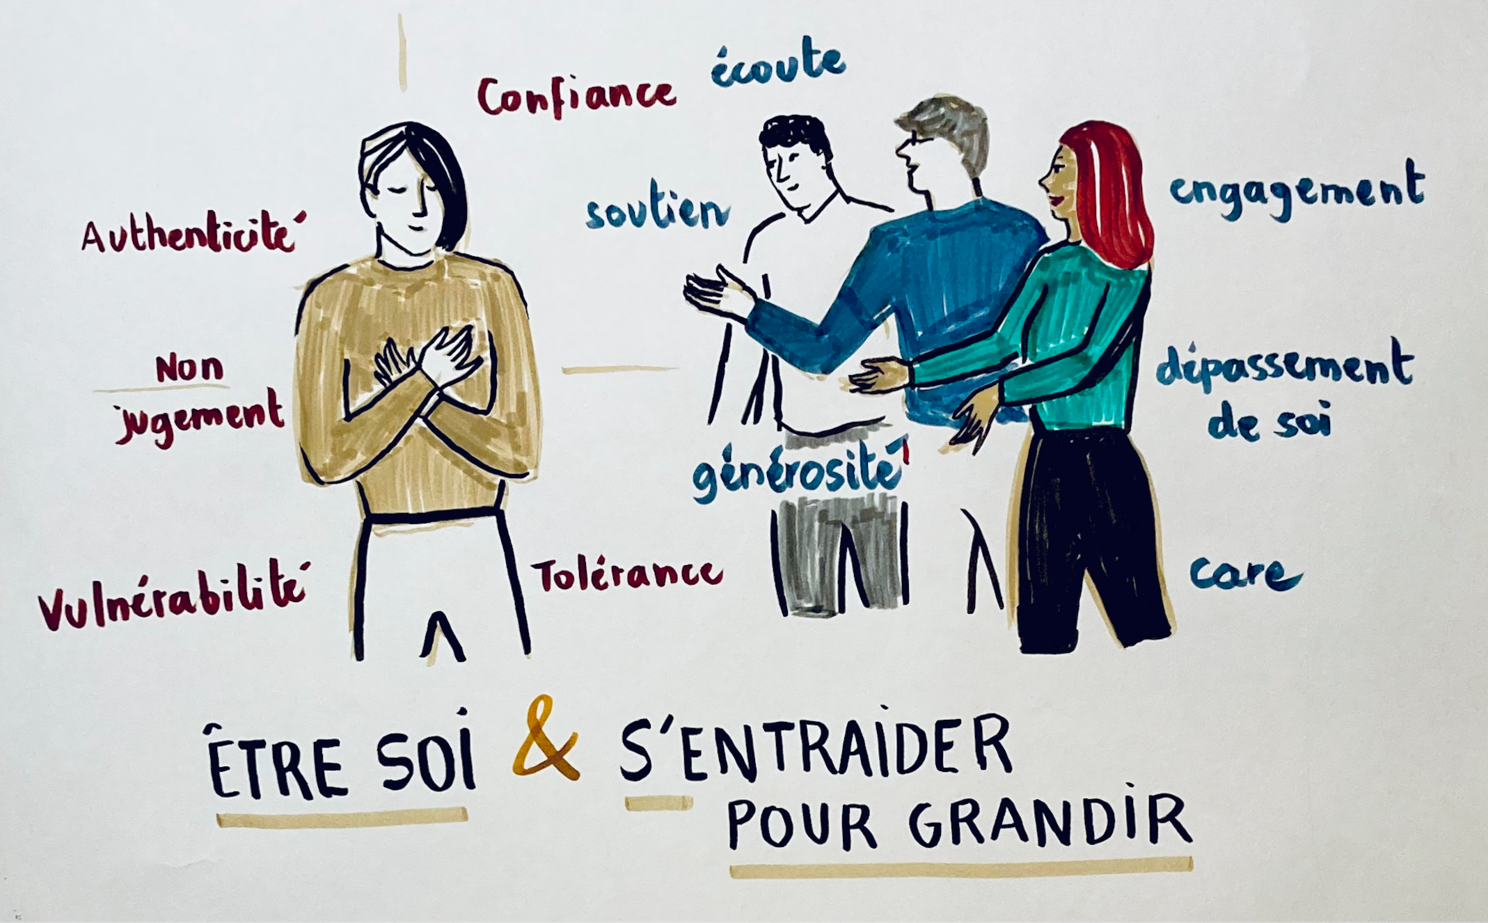 écoute
Confiance
soutien
engagement
Authenticité
Non
jugement
dépassement
de soi
générosité
Vulnérabilité
Tolérance
care
ÊTRE SOI & S'ENTRAIDER
POUR GRANDIR